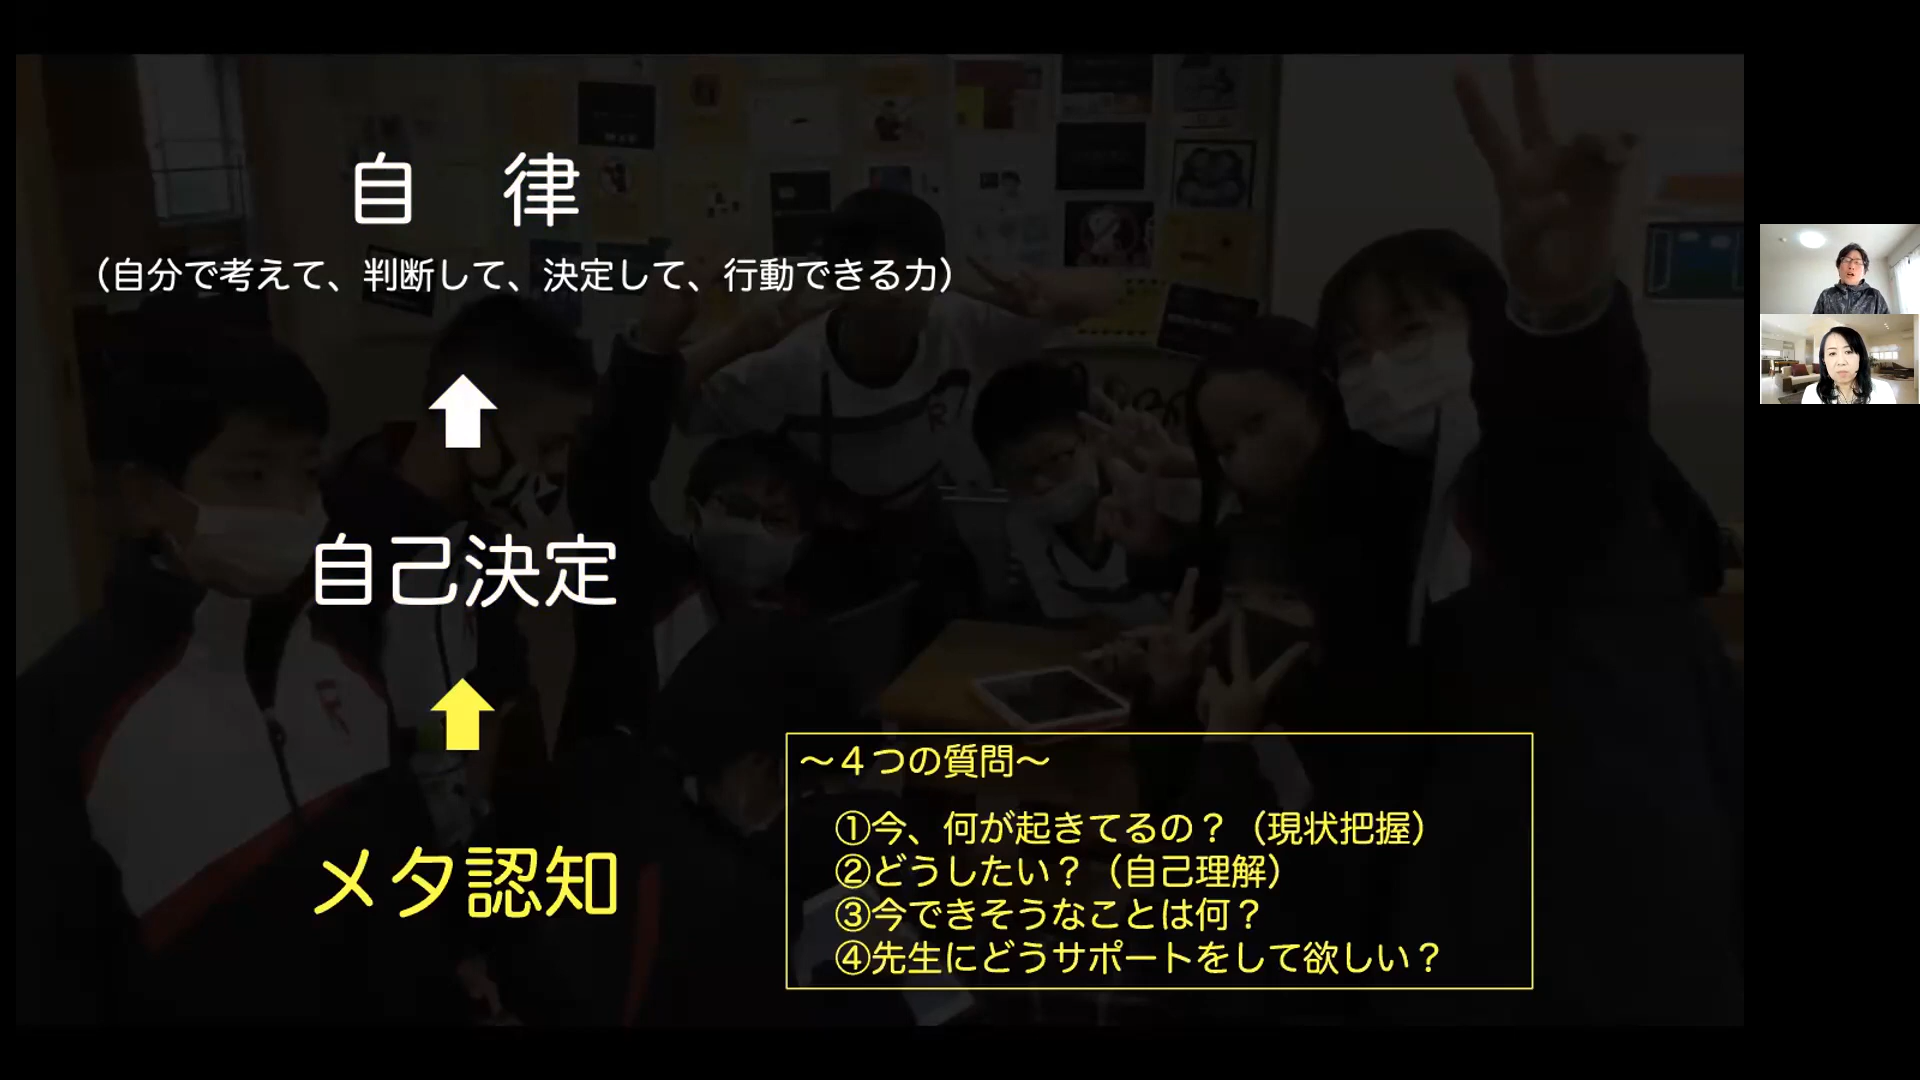 自　律
（自分で考えて、判断して、決定して、行動できる力）
自己決定
メタ認知
～４つの質問～
①今、何が起きてるの？（現状把握）
②どうしたい？（自己理解）
③今できそうなことは何？
④先生にどうサポートをして欲しい？